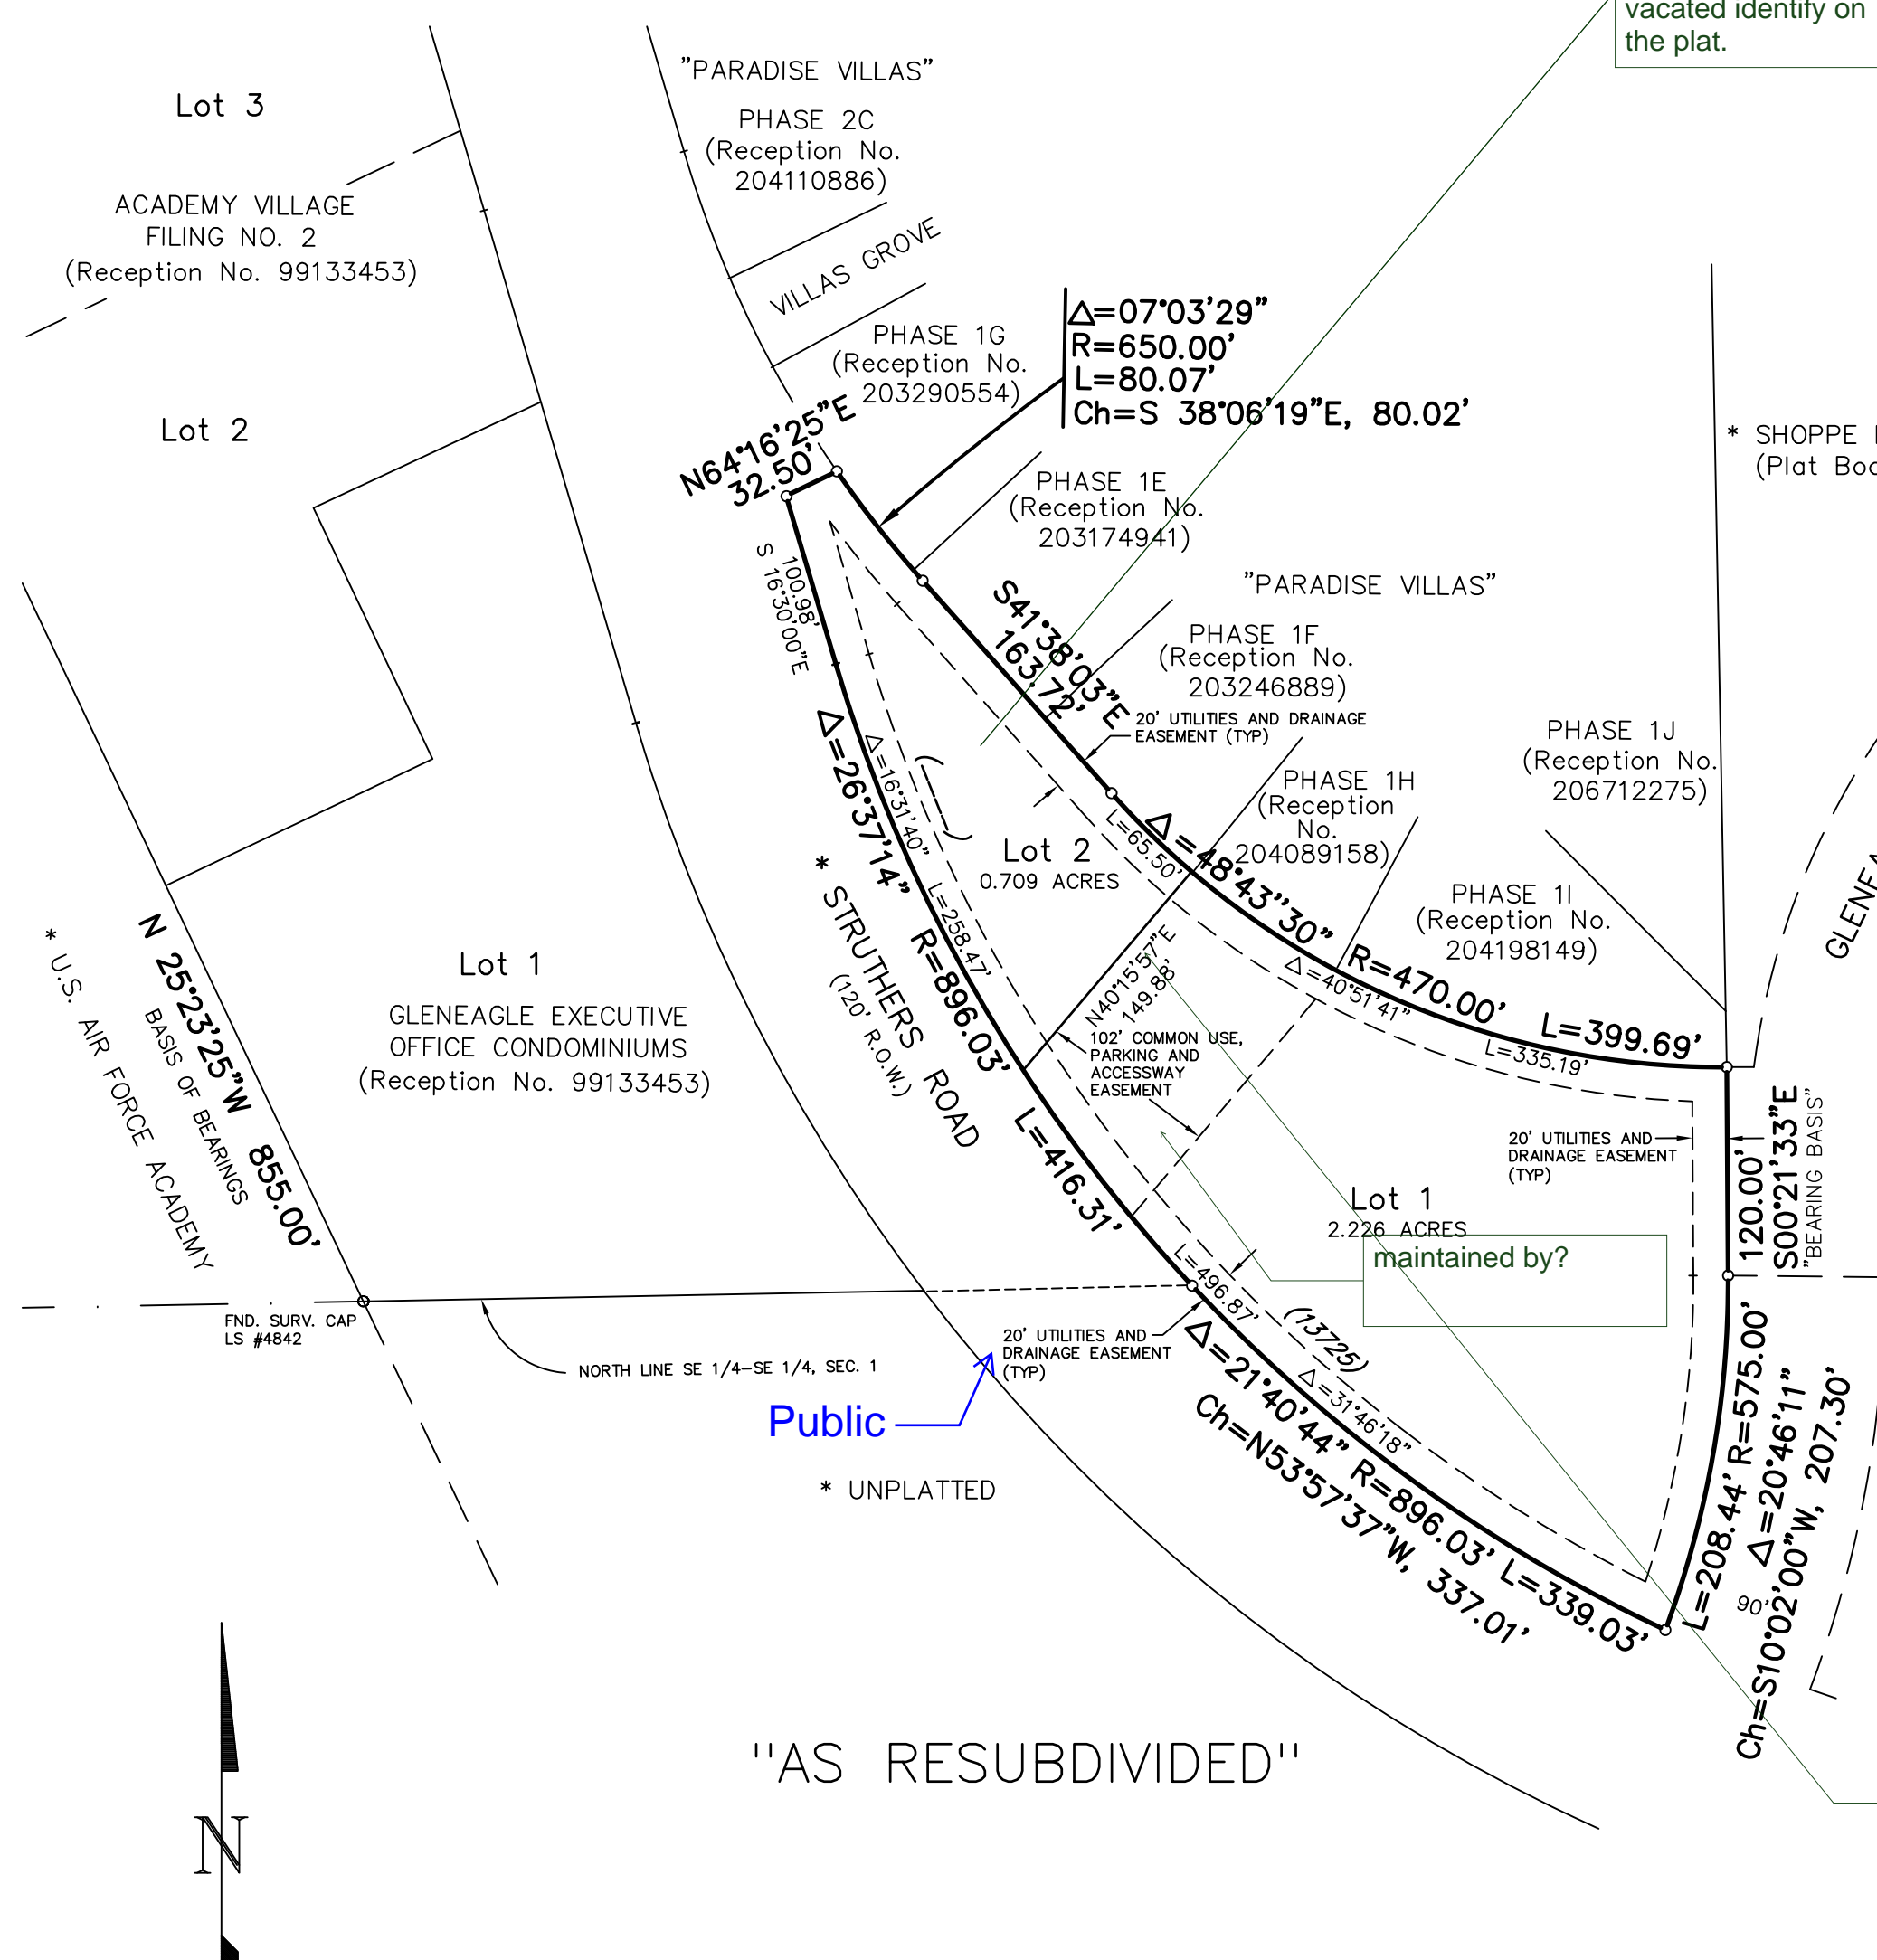 vacated identify on
the plat.
"PARADISE VILLAS"
Lot 3
PHASE 2C
(Reception No.
204110886)
ACADEMY VILLAGE
FILING NO. 2
(Reception No. 99133453)
VILLAS GROVE
Δ=07°03'29"
R=650.00'
L=80.07'
Ch=S 38°06'19"E, 80.02'
PHASE 1G
(Reception No.
203290554)
Lot 2
N64°16'25"E
32.50'
* SHOPPE
(Plat
PHASE 1E
(Reception No.
203174941)
100.98'
S 16°30'00"E
"PARADISE VILLAS"
S41°38'03"E
163.72'
PHASE 1F
(Reception No.
203246889)
20' UTILITIES AND DRAINAGE
EASEMENT (TYP)
PHASE 1J
(Reception No.
206712275)
PHASE 1H
(Reception
No.
204089158)
Δ=26°37'14" R=896.03' L=416.31'
Δ=16°31'40" L=258.47'
Lot 2
0.709 ACRES
L=65.50'
Δ=48°43''30" R=470.00' L=399.69'
PHASE 1I
(Reception No.
204198149)
Δ=40°51'41"
L=335.19'
* STRUTHERS ROAD
(120' R.O.W.)
N40°15'57"E
149.88'
102' COMMON USE,
PARKING AND
ACCESSWAY
EASEMENT
Lot 1
GLENEAGLE EXECUTIVE
OFFICE CONDOMINIUMS
(Reception No. 99133453)
N 25°23'25"W 855.00'
BASIS OF BEARINGS
* U.S. AIR FORCE ACADEMY
20' UTILITIES AND
DRAINAGE EASEMENT
(TYP)
120.00'
S00°21'33"E
"BEARING BASIS"
Lot 1
2.226 ACRES
maintained by?
L=496.87'
(13725)
Δ=31°46'18"
FND. SURV. CAP
LS #4842
NORTH LINE SE 1/4-SE 1/4, SEC. 1
20' UTILITIES AND
DRAINAGE EASEMENT
(TYP)
Public
* UNPLATTED
Δ=21°40'44" R=896.03' L=339.03'
Ch=N53°57'37"W, 337.01'
L=208.44' R=575.00'
Δ=20°46'11"
Ch=S10°02'00"W, 207.30'
90'
"AS RESUBDIVIDED"
N